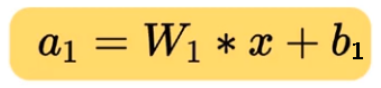 a₁ = W₁ * x + b₁